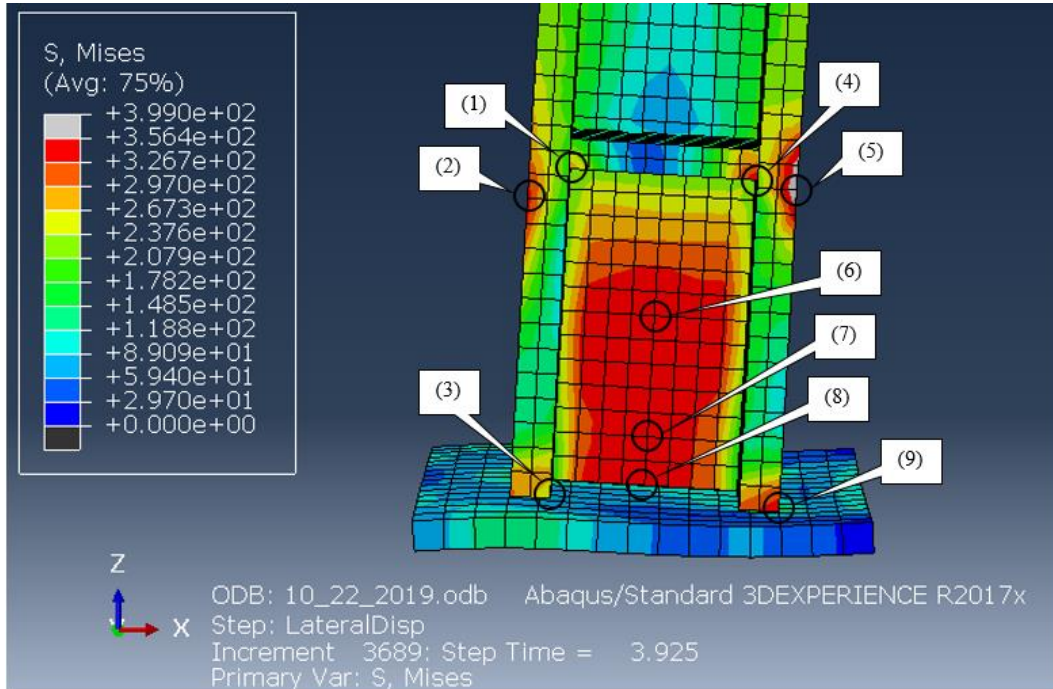 S, Mises
(Avg: 75%)
+3.990e+02
+3.564e+02
+3.267e+02
+2.970e+02
+2.673e+02
+2.376e+02
+2.079e+02
+1.782e+02
+1.485e+02
+1.188e+02
+8.909e+01
+5.940e+01
+2.970e+01
+0.000e+00
(1)
(4)
(2)
(5)
(6)
(7)
(3)
(8)
(9)
Z
X
ODB: 10_22_2019.odb Abaqus/Standard 3DEXPERIENCE R2017x
Step: LateralDisp
Increment 3689: Step Time = 3.925
Primary Var: S, Mises